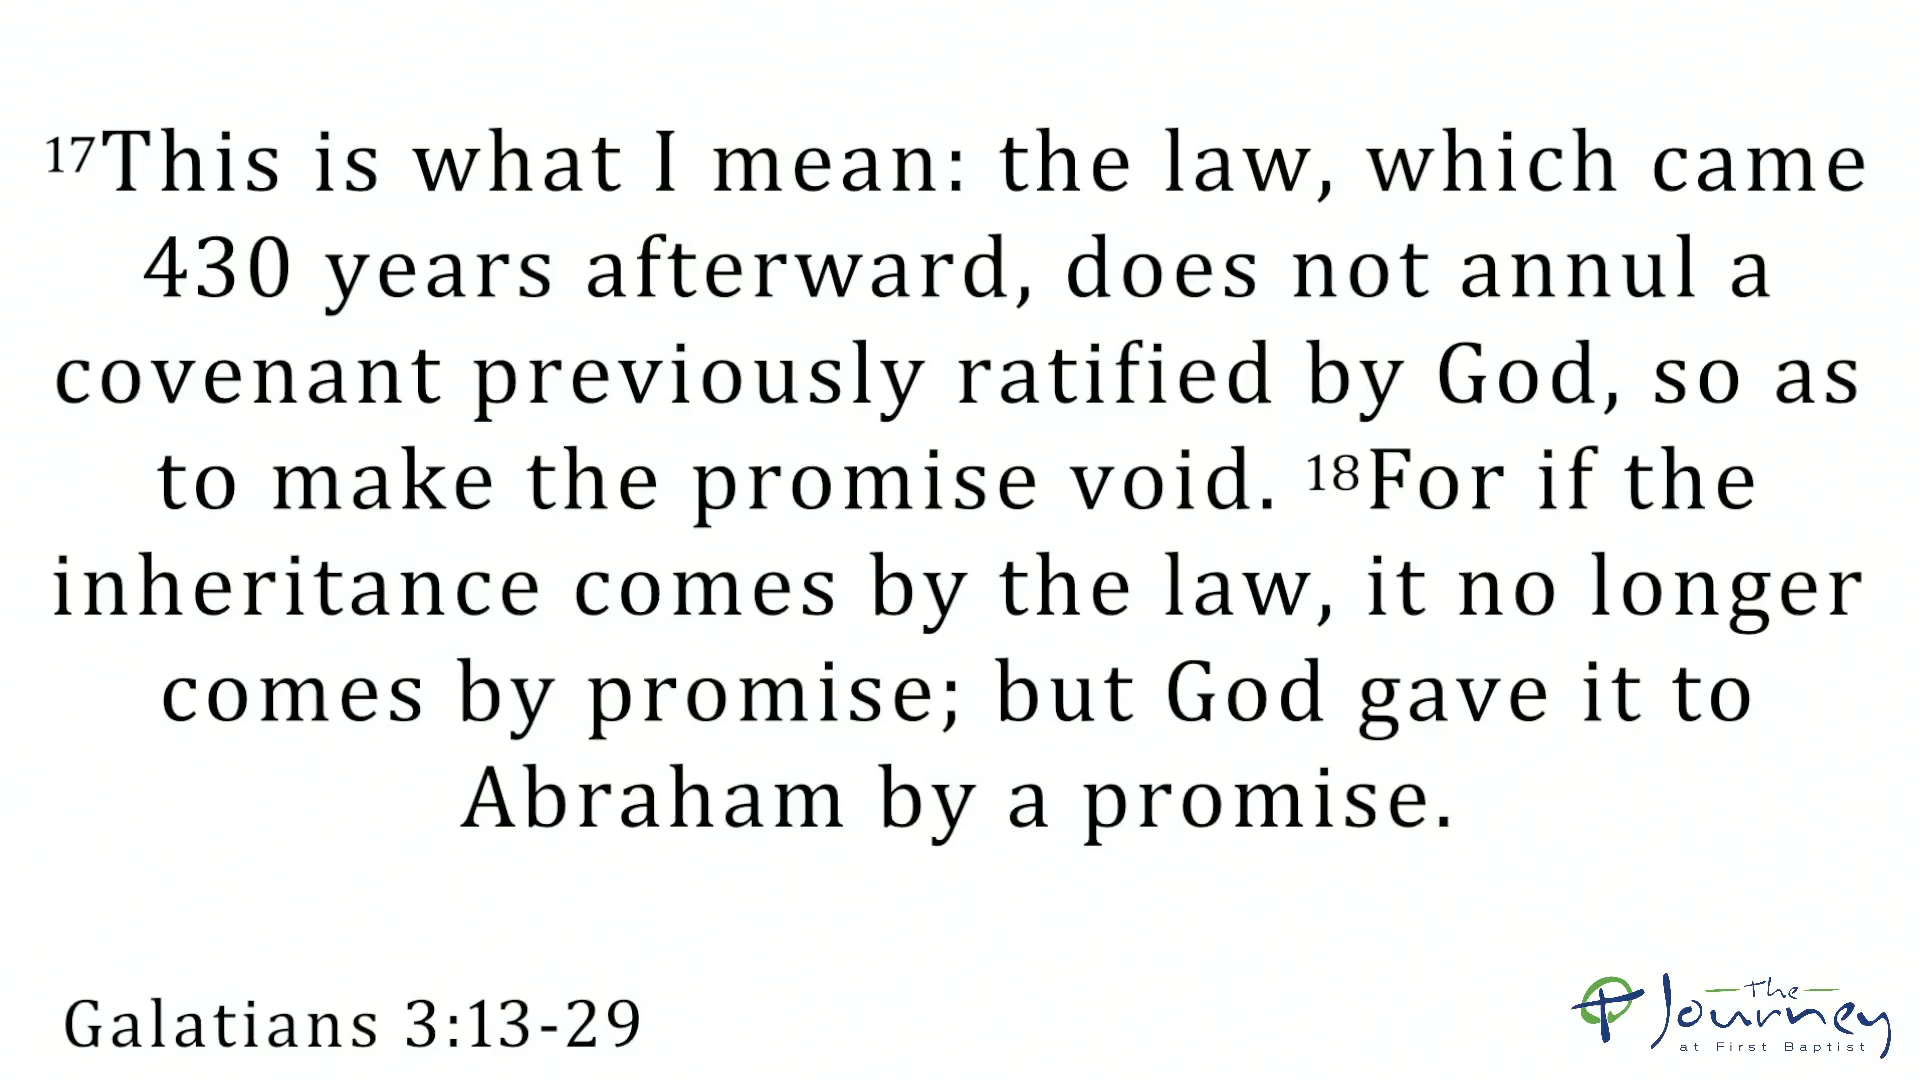 17This is what I mean: the law, which came
430 years afterward, does not annul a
covenant previously ratified by God, so as
to make the promise void. 18For if the
inheritance comes by the law, it no longer
comes by promise; but God gave it to
Abraham by a promise.
Galatians 3:13-29
The
Journey
at First Baptist